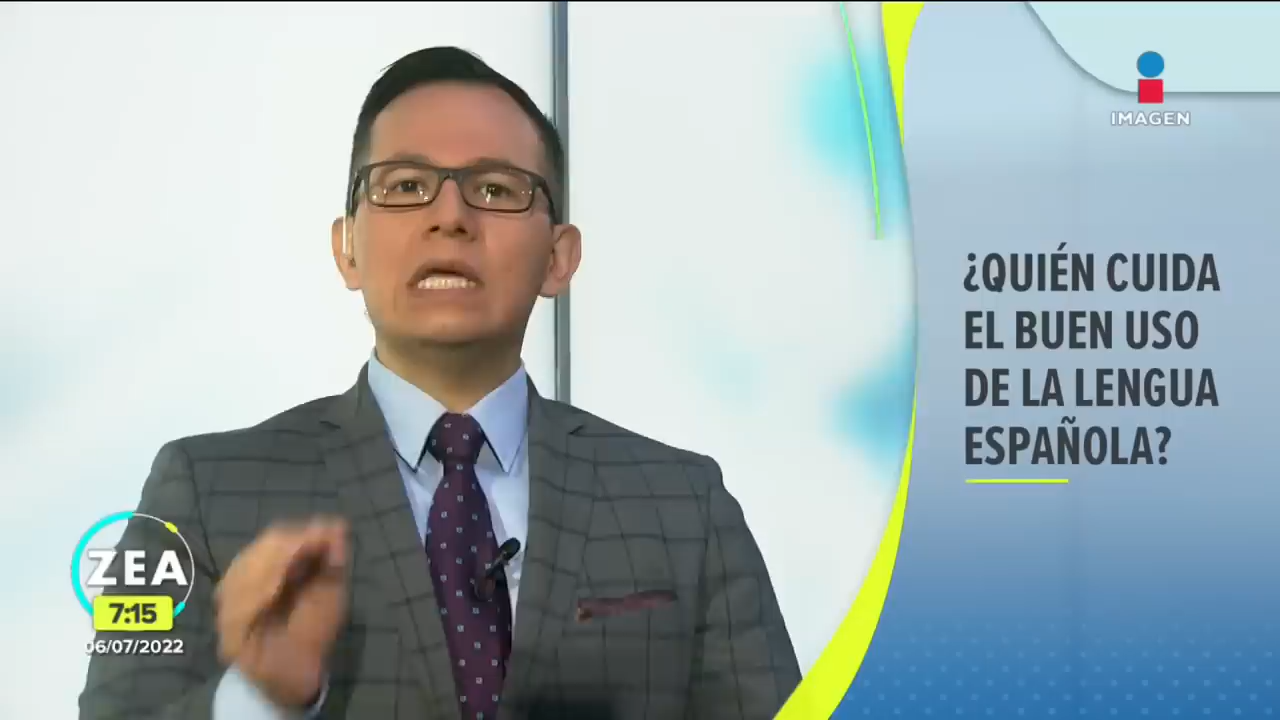 IMAGEN
¿QUIÉN CUIDA
EL BUEN USO
DE LA LENGUA
ESPAÑOLA?
ZEA
7:15
06/07/2022